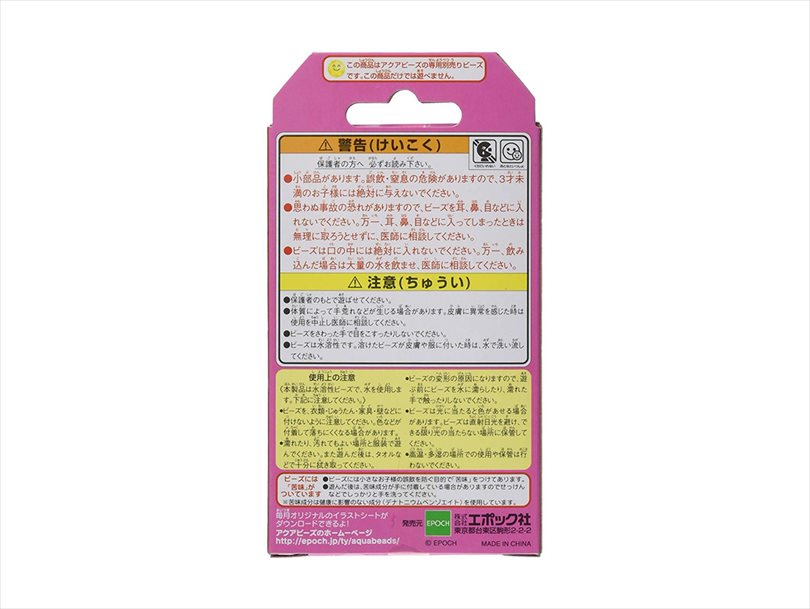 この商品はアクアビーズの専用別売りビーズ
です。この商品だけでは遊べません。
⚠ 警告(けいこく)
保護者の方へ 必ずお読み下さい。
●小部品があります。誤飲・窒息の危険がありますので、3才未
満のお子様には絶対に与えないでください。
●思わぬ事故の恐れがありますので、ビーズを耳、鼻、目などに入
れないでください。万一、耳、鼻、目などに入ってしまったときは
無理に取ろうとせずに、医師に相談してください。
●ビーズは口の中には絶対に入れないでください。万一、飲み
込んだ場合は大量の水を飲ませ、医師に相談してください。
⚠ 注意(ちゅうい)
●保護者のもとで遊ばせてください。
●体質によって手荒れなどが生じる場合があります。皮膚に異常を感じた時は
使用を中止し医師に相談してください。
●ビーズをさわった手で目をこすったりしないでください。
●ビーズは水溶性です。溶けたビーズが皮膚や服に付いた時は、水で洗い流し
てください。
使用上の注意
〈本製品は水溶性ビーズで、水を使用しま
す。下記に注意してください。〉
●ビーズを、衣類・じゅうたん・家具・壁などに
付けないように注意してください。色などが
付着して落ちにくくなる場合があります。
●濡れたり、汚れてもよい場所と服装で遊
んでください。また遊んだ後は、タオルな
どで十分に拭き取ってください。
●ビーズの変形の原因になりますので、遊
ぶ前にビーズを水に濡らしたり、濡れた
手で触ったりしないでください。
●ビーズは光に当たると色があせる場合
があります。ビーズは直射日光を避け、で
きる限り光の当たらない場所に保管して
ください。
●高温・多湿の場所での使用や保管は行
わないでください。
ビーズには
"苦味"が
ついています
●ビーズには小さなお子様の誤飲を防ぐ目的で「苦味」をつけてあります。
●遊んだ後は、苦味成分が手に付着している場合がありますのでせっけん
などでしっかりと手を洗ってください。
※苦味成分は健康に影響のない成分(デナトニウムベンゾエイト)を使用しています。
毎月オリジナルのイラストシートが
ダウンロードできるよ!
アクアビーズのホームページ
http://epoch.jp/ty/aquabeads/
発売元
EPOCH
株式会社 エポック社
東京都台東区駒形2-2-2
© EPOCH
MADE IN CHINA